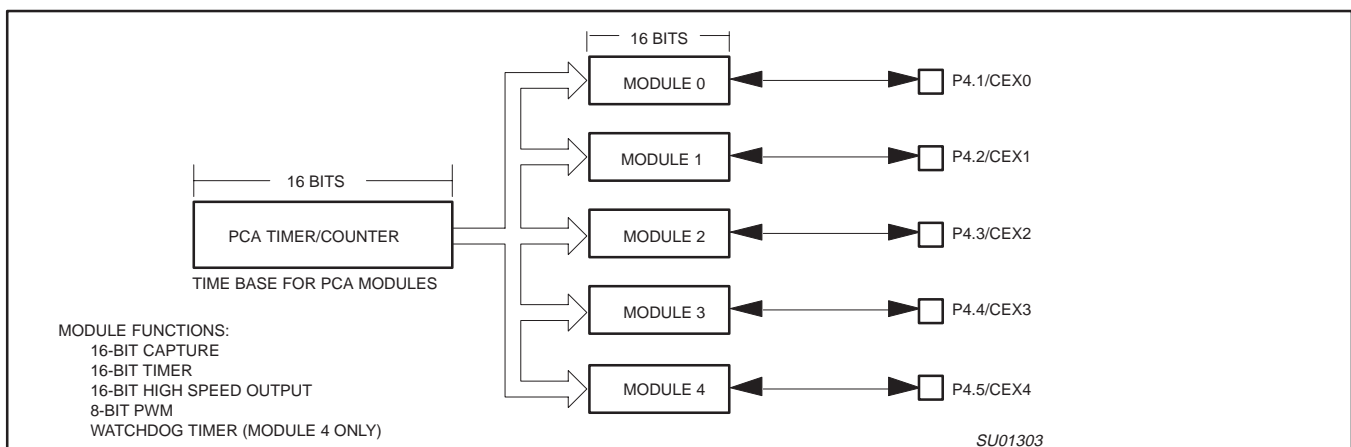 16 BITS
MODULE 0
P4.1/CEX0
MODULE 1
P4.2/CEX1
16 BITS
PCA TIMER/COUNTER
MODULE 2
P4.3/CEX2
TIME BASE FOR PCA MODULES
MODULE 3
P4.4/CEX3
MODULE FUNCTIONS:
16-BIT CAPTURE
16-BIT TIMER
16-BIT HIGH SPEED OUTPUT
8-BIT PWM
WATCHDOG TIMER (MODULE 4 ONLY)
MODULE 4
P4.5/CEX4
SU01303